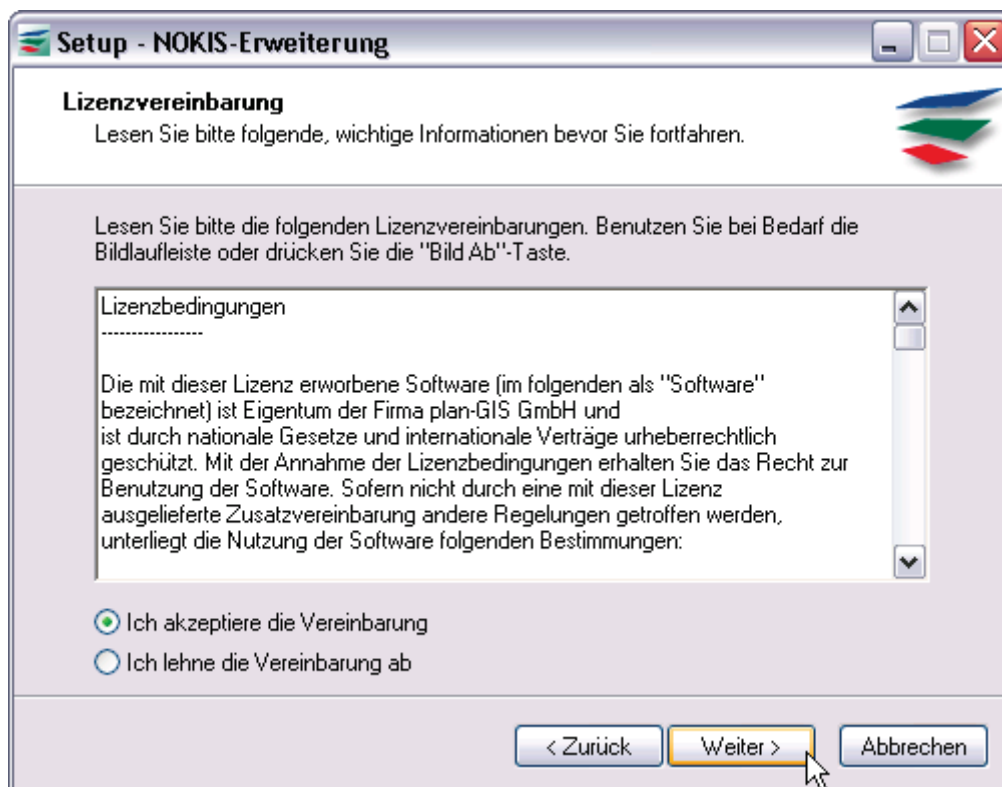 Setup - NOKIS-Erweiterung
Lizenzvereinbarung
Lesen Sie bitte folgende, wichtige Informationen bevor Sie fortfahren.
Lesen Sie bitte die folgenden Lizenzvereinbarungen. Benutzen Sie bei Bedarf die
Bildlaufleiste oder drücken Sie die "Bild Ab"-Taste.
Lizenzbedingungen
-----------------
Die mit dieser Lizenz erworbene Software (im folgenden als "Software"
bezeichnet) ist Eigentum der Firma plan-GIS GmbH und
ist durch nationale Gesetze und internationale Verträge urheberrechtlich
geschützt. Mit der Annahme der Lizenzbedingungen erhalten Sie das Recht zur
Benutzung der Software. Sofern nicht durch eine mit dieser Lizenz
ausgelieferte Zusatzvereinbarung andere Regelungen getroffen werden,
unterliegt die Nutzung der Software folgenden Bestimmungen:
Ich akzeptiere die Vereinbarung
Ich lehne die Vereinbarung ab
< Zurück
Weiter >
Abbrechen